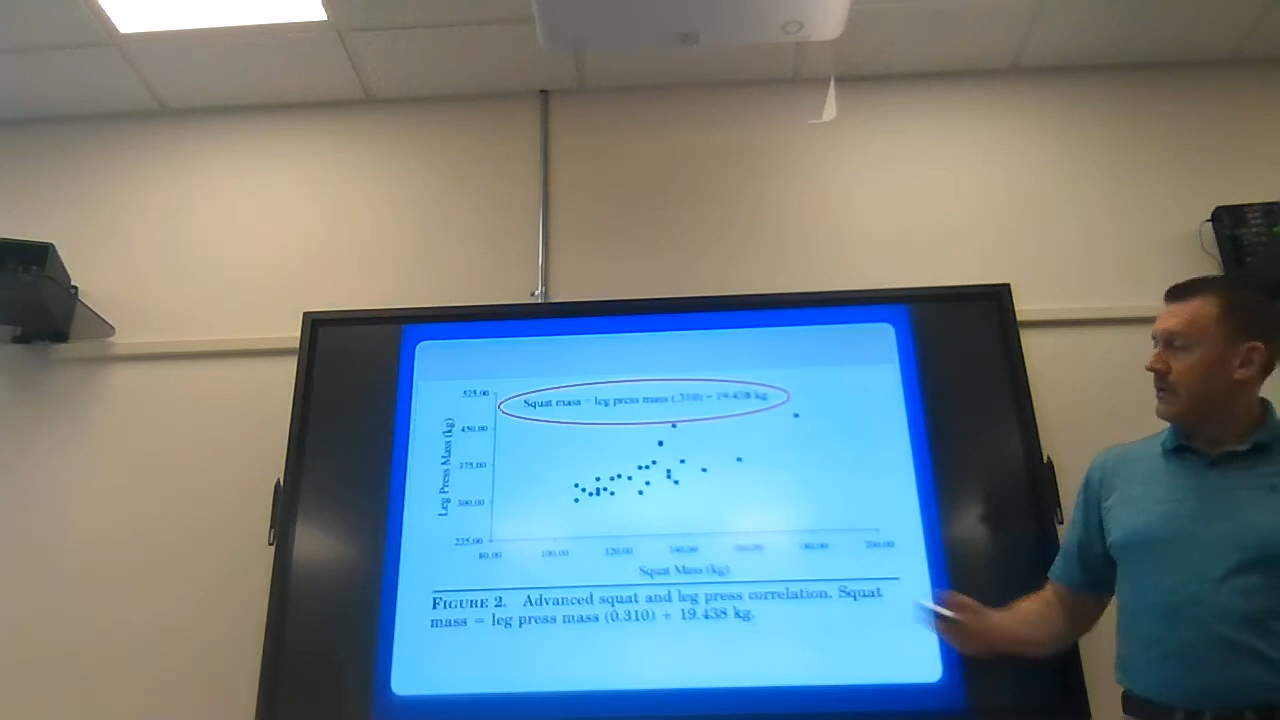 525.00
Squat mass = leg press mass (.310) + 19.438 kg
450.00
375.00
300.00
225.00
Leg Press Mass (kg)
80.00 100.00 120.00 140.00 160.00 180.00 200.00
Squat Mass (kg)
FIGURE 2. Advanced squat and leg press correlation. Squat
mass = leg press mass (0.310) + 19.438 kg.